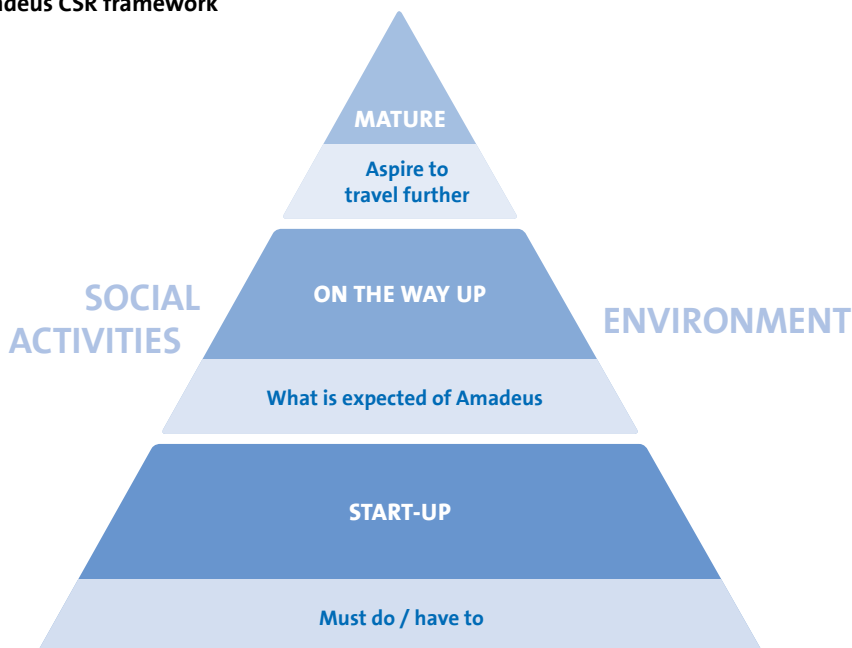 CSR framework
MATURE
Aspire to
travel further
SOCIAL
ACTIVITIES
ON THE WAY UP
ENVIRONMENT
What is expected of Amadeus
START-UP
Must do / have to